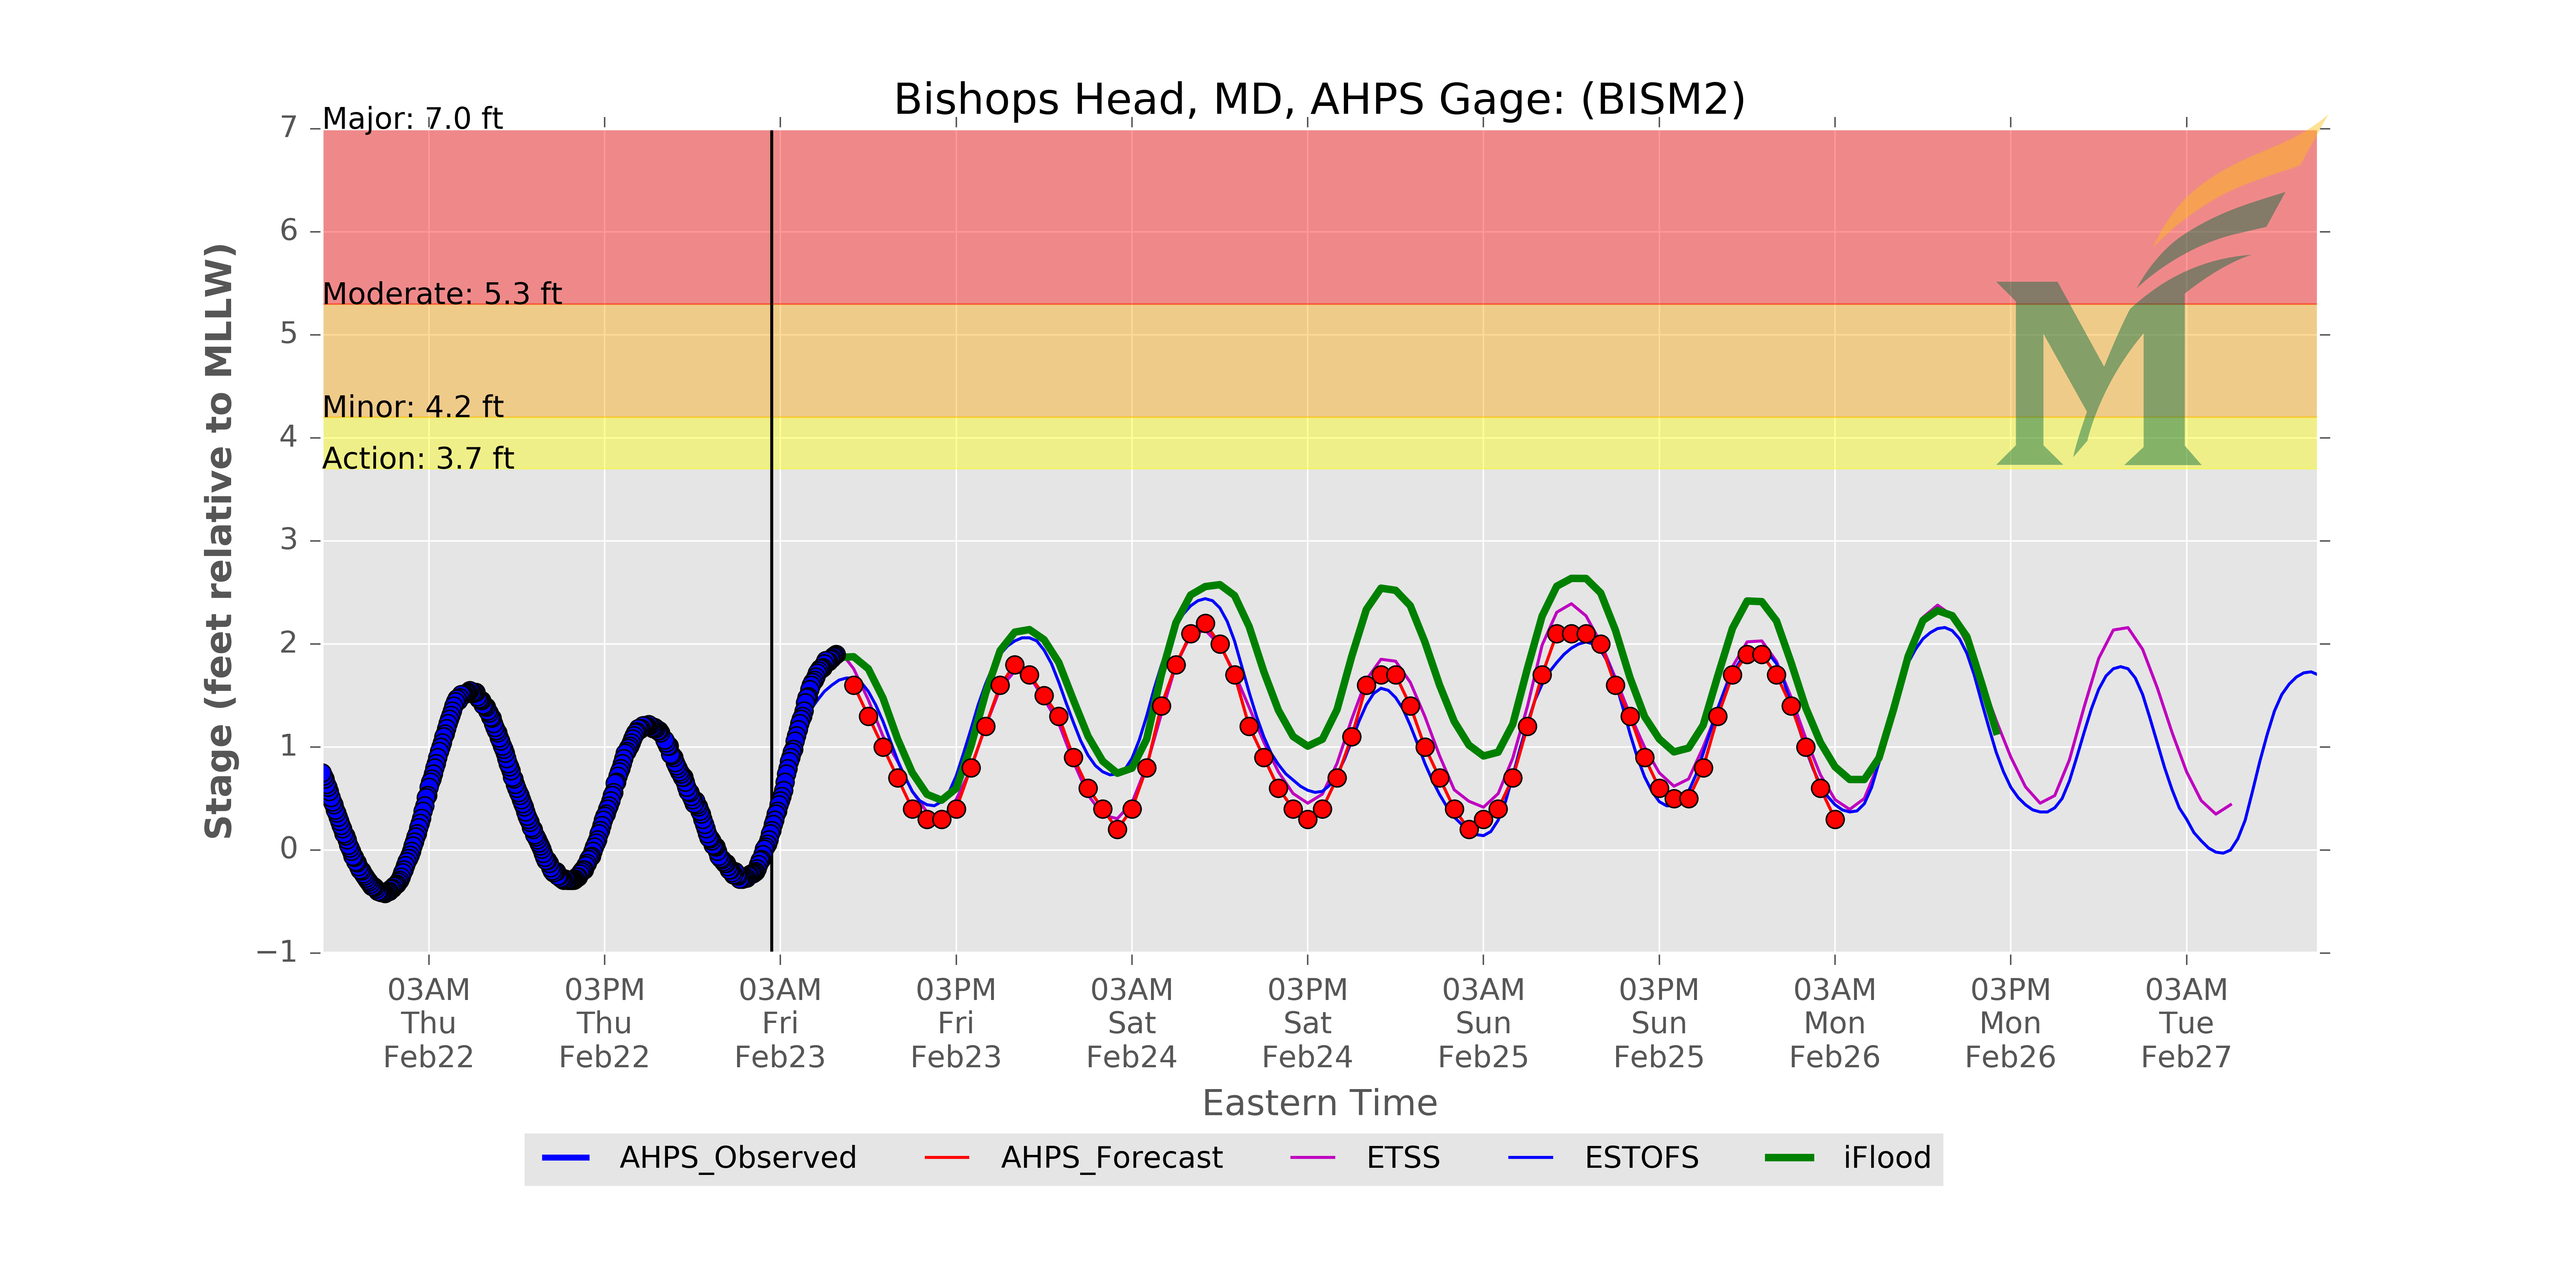 Bishops Head, MD, AHPS Gage: (BISM2)
Major: 7.0 ft
Moderate: 5.3 ft
Minor: 4.2 ft
Action: 3.7 ft
Stage (feet relative to MLLW)
7
6
5
4
3
2
1
0
−1
03AM 03PM 03AM 03PM 03AM 03PM 03AM 03PM 03AM 03PM 03AM
Thu Thu Fri Fri Sat Sat Sun Sun Mon Mon Tue
Feb22 Feb22 Feb23 Feb23 Feb24 Feb24 Feb25 Feb25 Feb26 Feb26 Feb27
Eastern Time
AHPS_Observed AHPS_Forecast ETSS ESTOFS iFlood
M